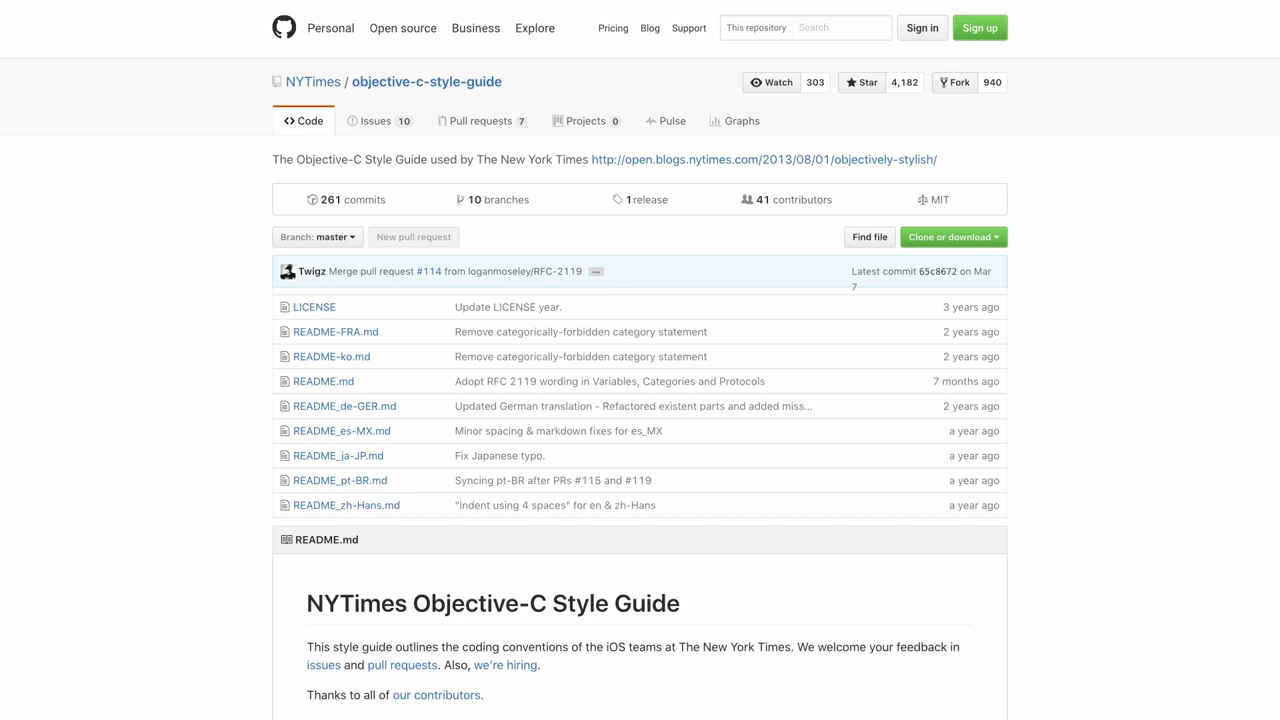 Personal Open source Business Explore Pricing Blog Support This repository Search Sign in Sign up
NYTimes / objective-c-style-guide Watch 303 Star 4,182 Fork 940
Code Issues 10 Pull requests 7 Projects 0 Pulse Graphs
The Objective-C Style Guide used by The New York Times http://open.blogs.nytimes.com/2013/08/01/objectively-stylish/
261 commits 10 branches 1 release 41 contributors MIT
Branch: master New pull request Find file Clone or download
Twigz Merge pull request #114 from loganmoseley/RFC-2119 ... Latest commit 65c8672 on Mar
7
LICENSE Update LICENSE year. 3 years ago
README-FRA.md Remove categorically-forbidden category statement 2 years ago
README-ko.md Remove categorically-forbidden category statement 2 years ago
README.md Adopt RFC 2119 wording in Variables, Categories and Protocols 7 months ago
README_de-GER.md Updated German translation - Refactored existent parts and added miss... 2 years ago
README_es-MX.md Minor spacing & markdown fixes for es_MX a year ago
README_ja-JP.md Fix Japanese typo. a year ago
README_pt-BR.md Syncing pt-BR after PRs #115 and #119 a year ago
README_zh-Hans.md "Indent using 4 spaces" for en & zh-Hans a year ago
README.md
NYTimes Objective-C Style Guide
This style guide outlines the coding conventions of the iOS teams at The New York Times. We welcome your feedback in
issues and pull requests. Also, we're hiring.
Thanks to all of our contributors.